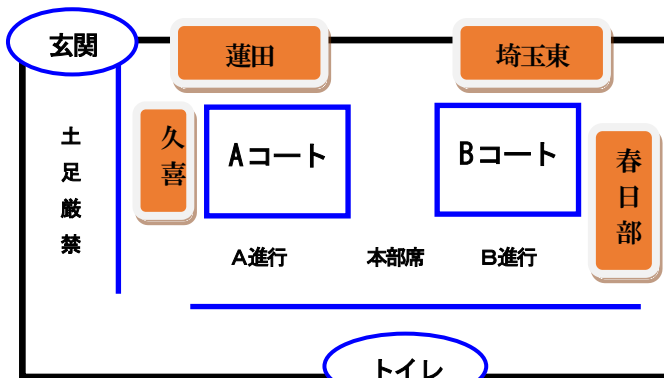 玄関
蓮田
埼玉東
久喜
Aコート
Bコート
春日部
土足厳禁
A進行
本部席
B進行
トイレ